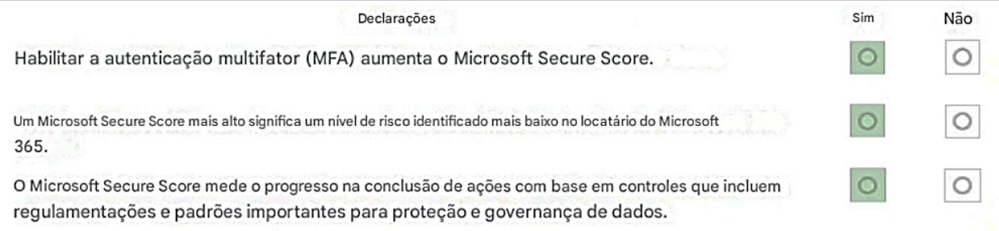 Declarações Sim Não
Habilitar a autenticação multifator (MFA) aumenta o Microsoft Secure Score.
Um Microsoft Secure Score mais alto significa um nível de risco identificado mais baixo no locatário do Microsoft
365.
O Microsoft Secure Score mede o progresso na conclusão de ações com base em controles que incluem
regulamentações e padrões importantes para proteção e governança de dados.